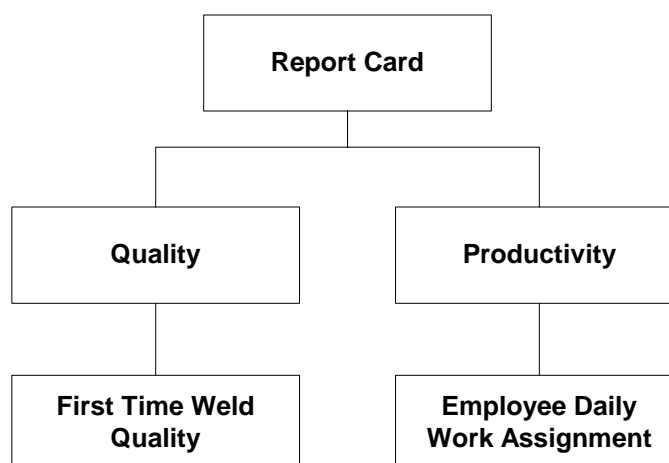 Report Card
Quality
Productivity
First Time Weld
Quality
Employee Daily
Work Assignment